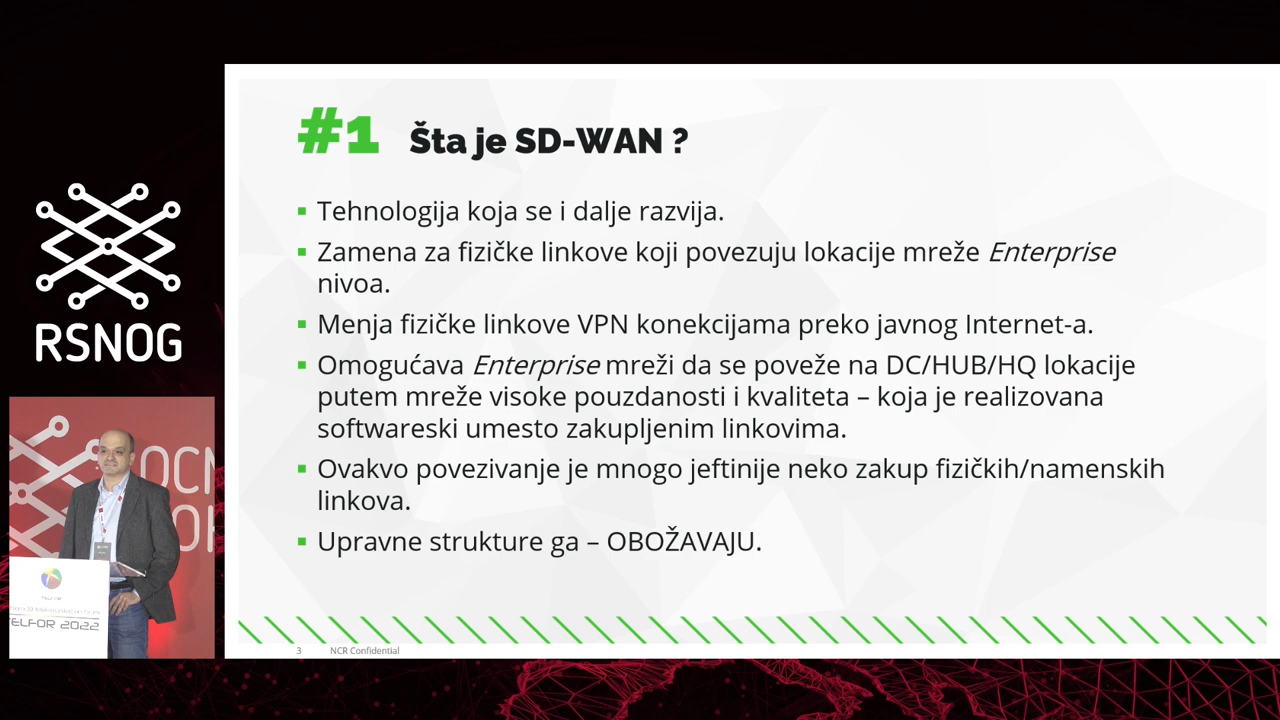 #1 Šta je SD-WAN ?
Tehnologija koja se i dalje razvija.
Zamena za fizičke linkove koji povezuju lokacije mreže Enterprise
nivoa.
Menja fizičke linkove VPN konekcijama preko javnog Internet-a.
Omogućava Enterprise mreži da se poveže na DC/HUB/HQ lokacije
putem mreže visoke pouzdanosti i kvaliteta – koja je realizovana
softwareski umesto zakupljenim linkovima.
Ovakvo povezivanje je mnogo jeftinije neko zakup fizičkih/namenskih
linkova.
Upravne strukture ga – OBOŽAVAJU.
3 NCR Confidential
RSNOG
TELFOR 2022